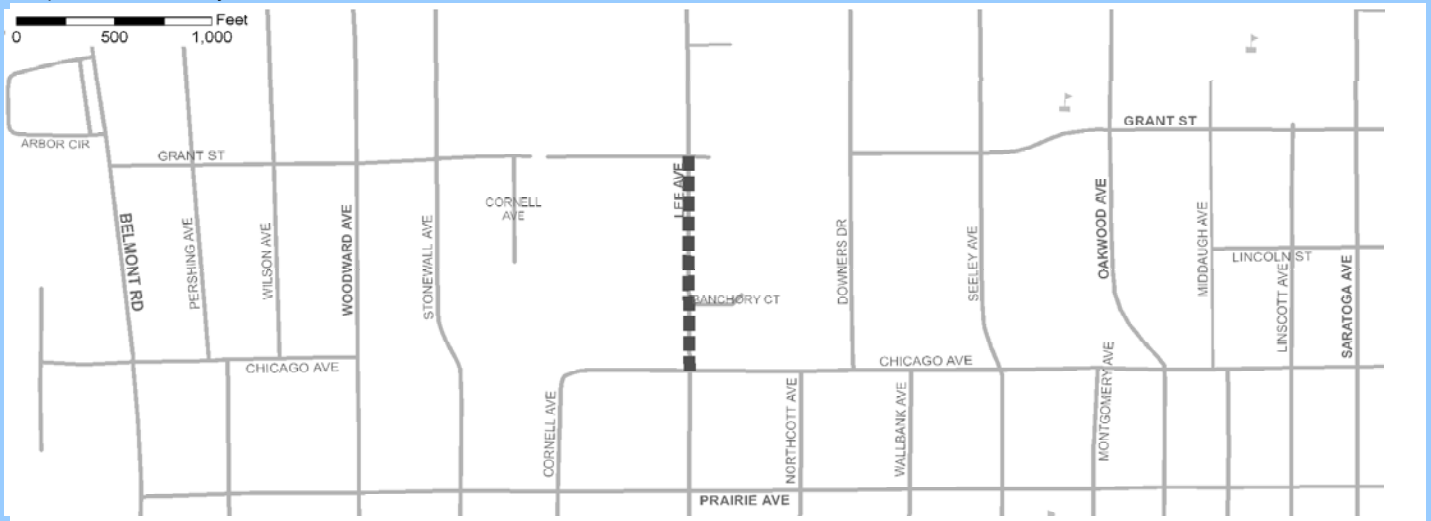 Feet
0 500 1,000
ARBOR CIR
GRANT ST
GRANT ST
BELMONT RD
PERSHING AVE
WILSON AVE
WOODWARD AVE
STONEWALL AVE
CORNELL
AVE
LEE AVE
BANCHORY CT
DOWNERS DR
SEELEY AVE
OAKWOOD AVE
MIDDAUGH AVE
LINCOLN ST
LINSCOTT AVE
SARATOGA AVE
CHICAGO AVE
CHICAGO AVE
CORNELL AVE
NORTHCOTT AVE
WALLBANK AVE
MONTGOMERY AVE
PRAIRIE AVE